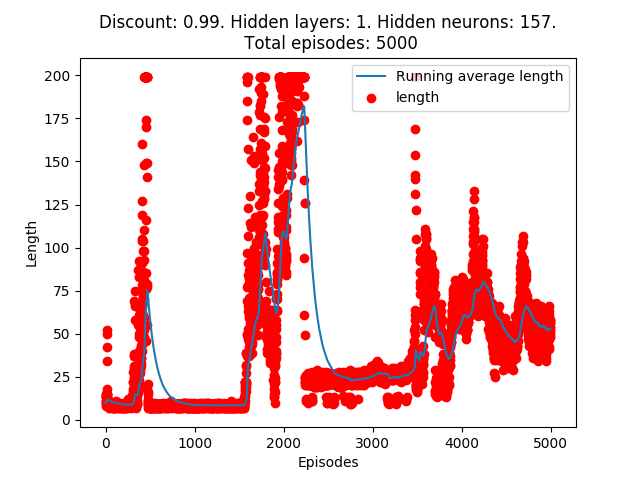 Discount: 0.99. Hidden layers: 1. Hidden neurons: 157.
Total episodes: 5000
Running average length
length
200
175
150
125
100
75
50
25
0
Length
0 1000 2000 3000 4000 5000
Episodes